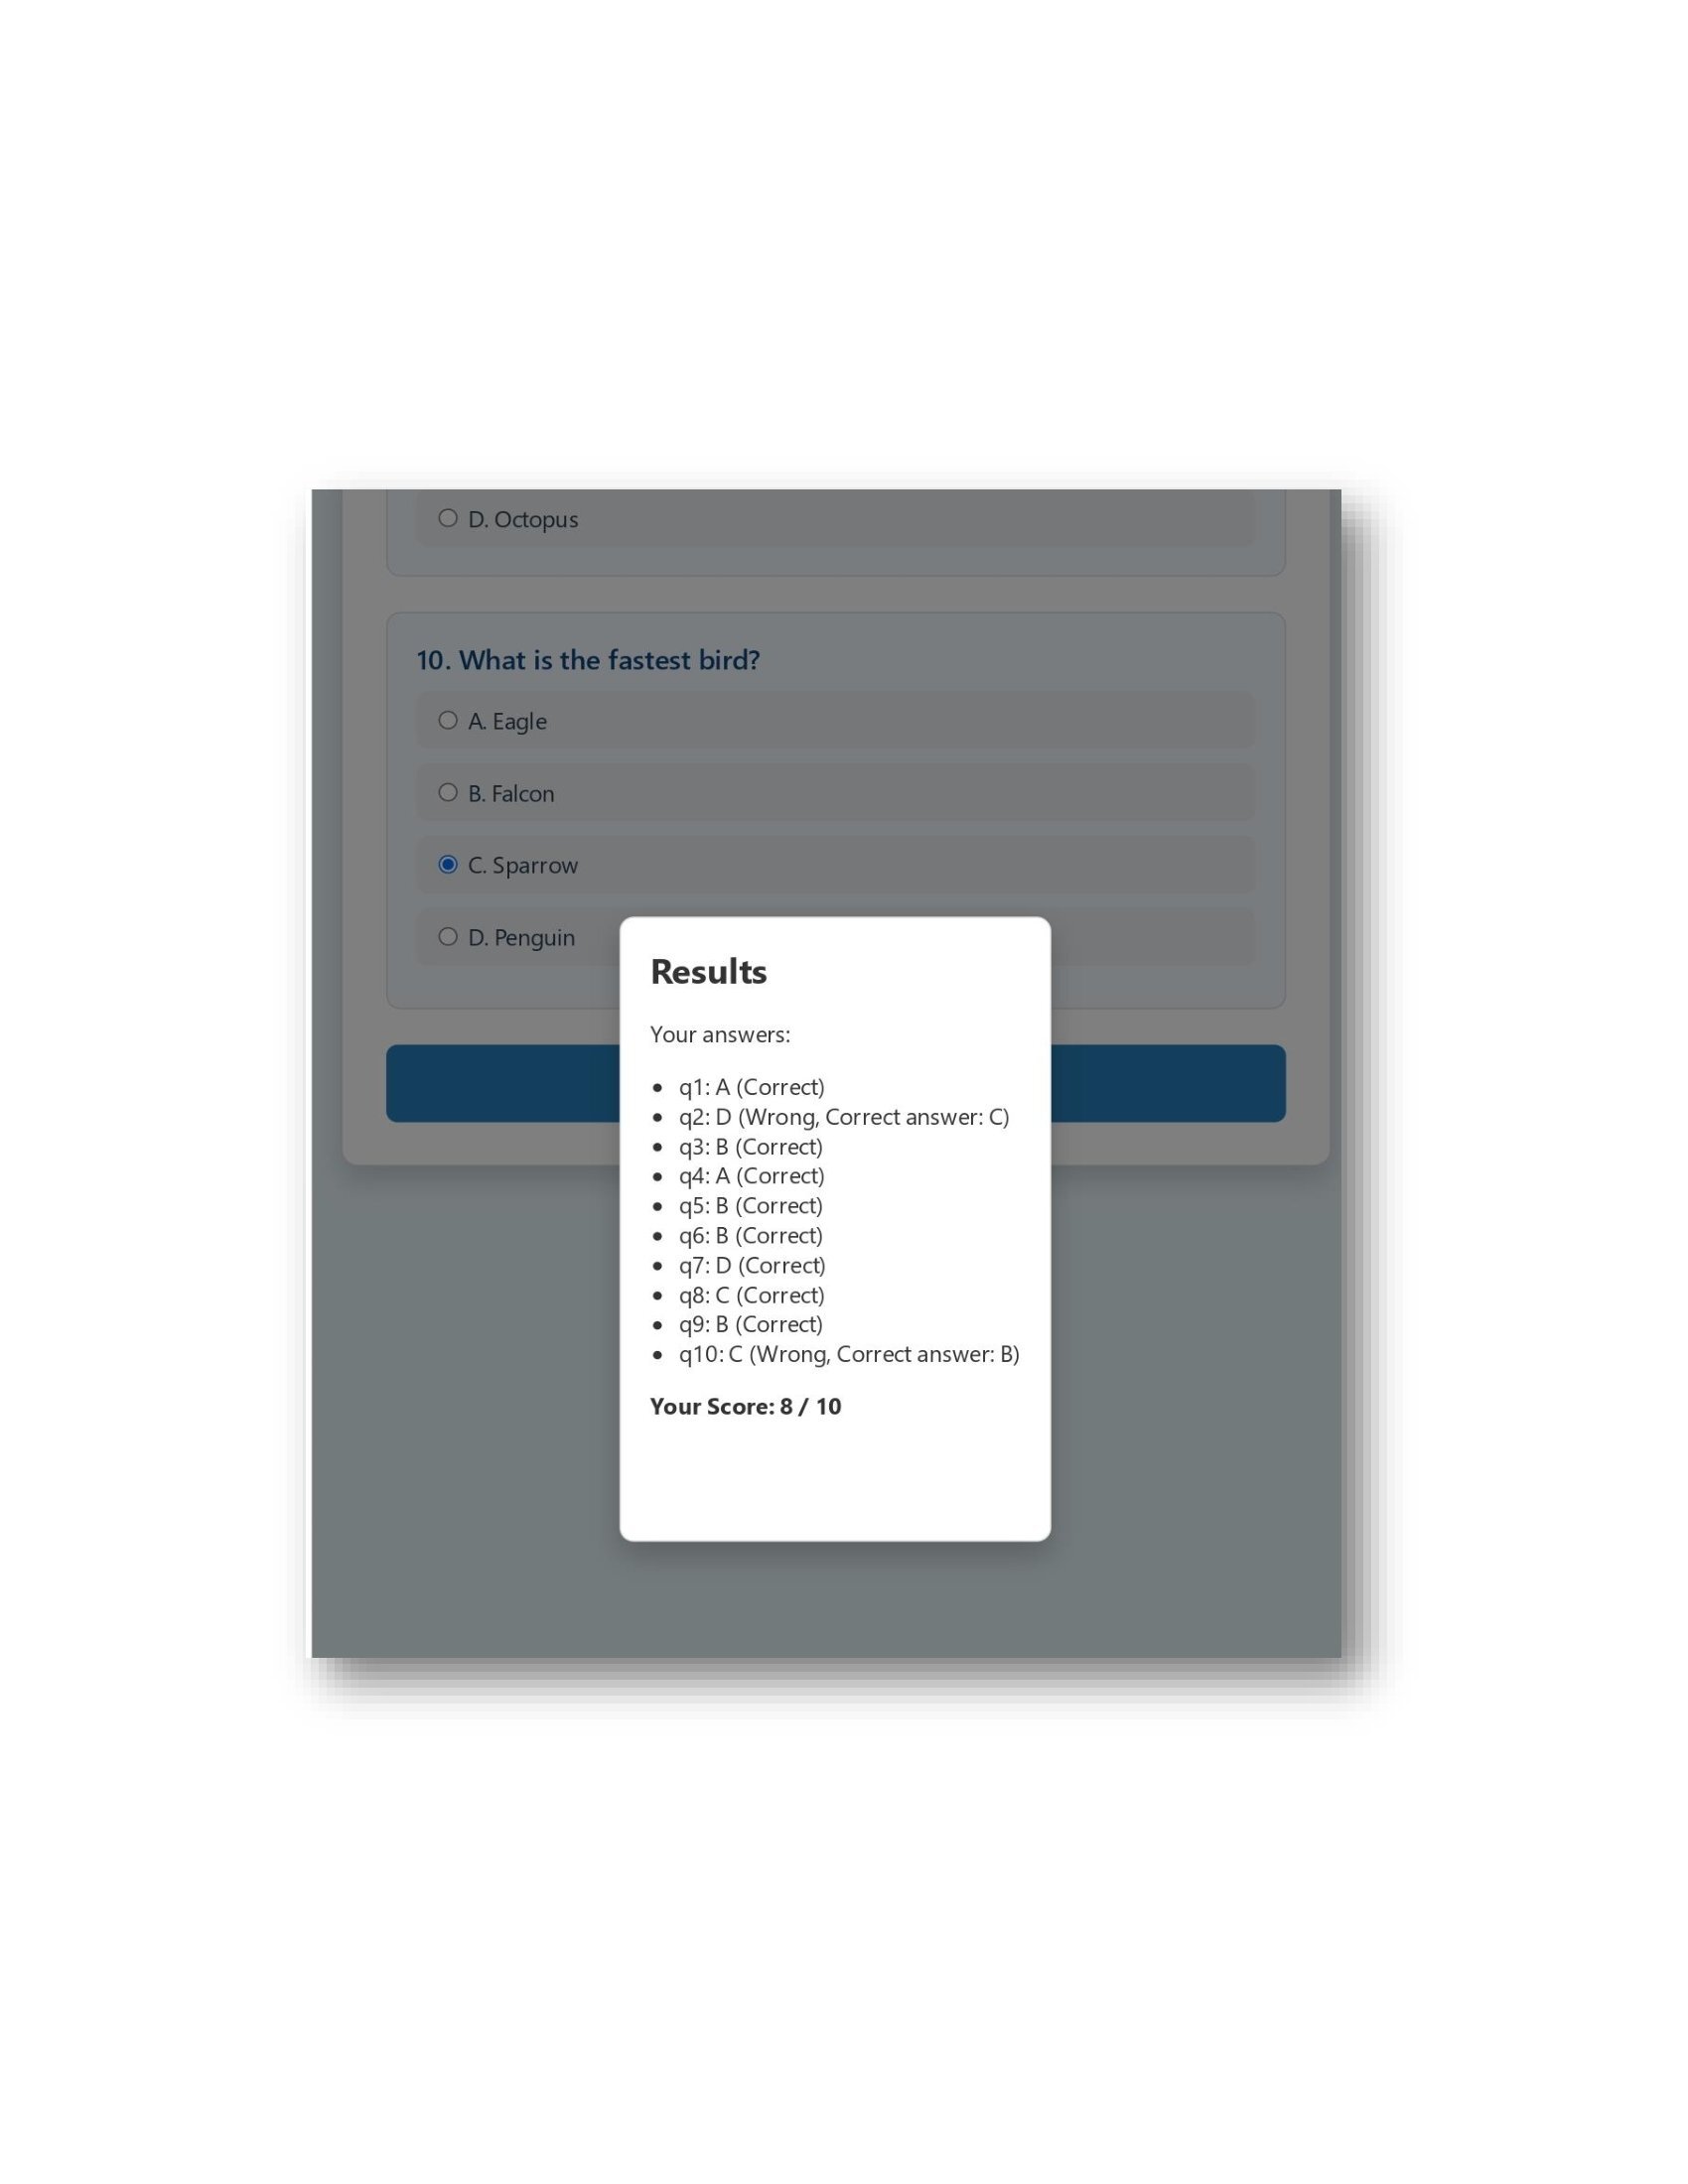 D. Octopus
10. What is the fastest bird?
A. Eagle
B. Falcon
C. Sparrow
D. Penguin
Results
Your answers:
• q1: A (Correct)
• q2: D (Wrong, Correct answer: C)
• q3: B (Correct)
• q4: A (Correct)
• q5: B (Correct)
• q6: B (Correct)
• q7: D (Correct)
• q8: C (Correct)
• q9: B (Correct)
• q10: C (Wrong, Correct answer: B)
Your Score: 8 / 10